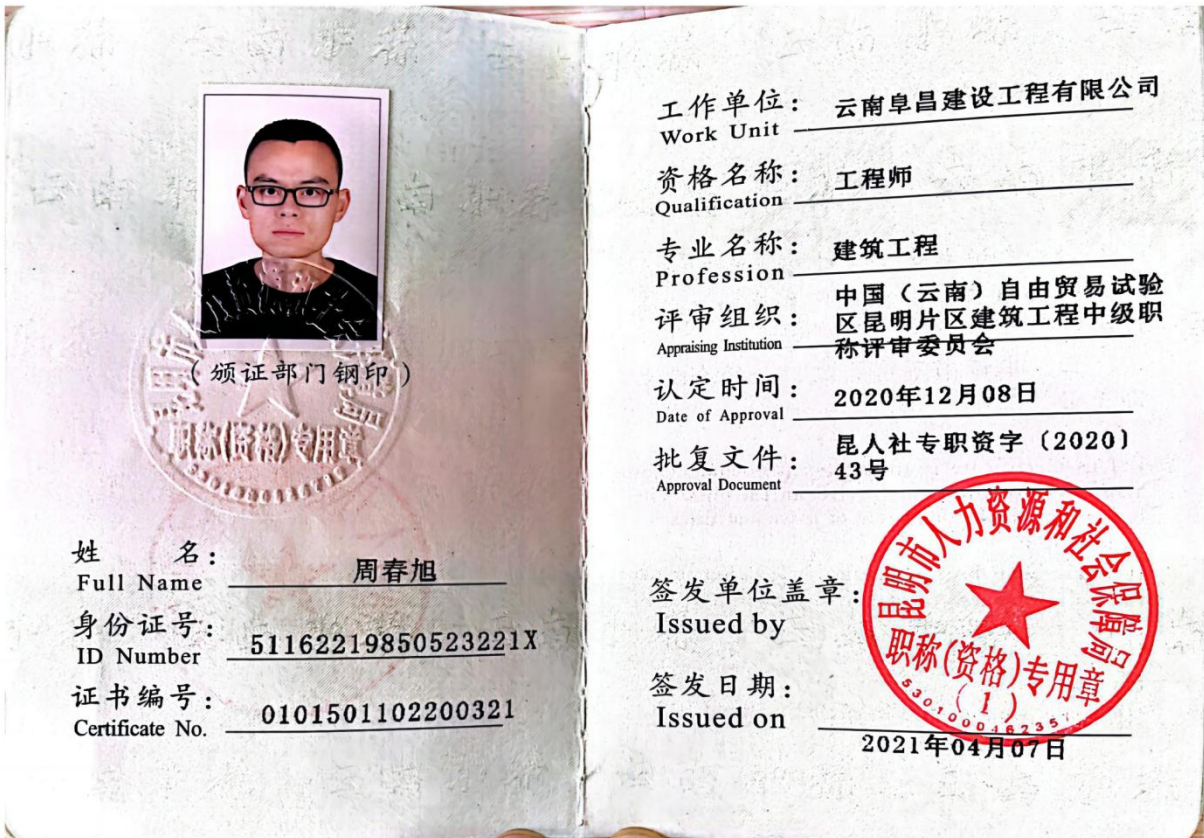 (颁证部门钢印)
职称(资格)专用章
姓 名:
Full Name
周春旭
身份证号:
ID Number
51162219850523221X
证书编号:
Certificate No.
0101501102200321
工作单位:
Work Unit
云南阜昌建设工程有限公司
资格名称:
Qualification
工程师
专业名称:
Profession
建筑工程
评审组织:
Appraising Institution
中国(云南)自由贸易试验
区昆明片区建筑工程中级职
称评审委员会
认定时间:
Date of Approval
2020年12月08日
批复文件:
Approval Document
昆人社专职资字〔2020〕
43号
签发单位盖章:
Issued by
昆明市人力资源和社会保障局
职称(资格)专用章
(1)
5301000462357
签发日期:
Issued on
2021年04月07日